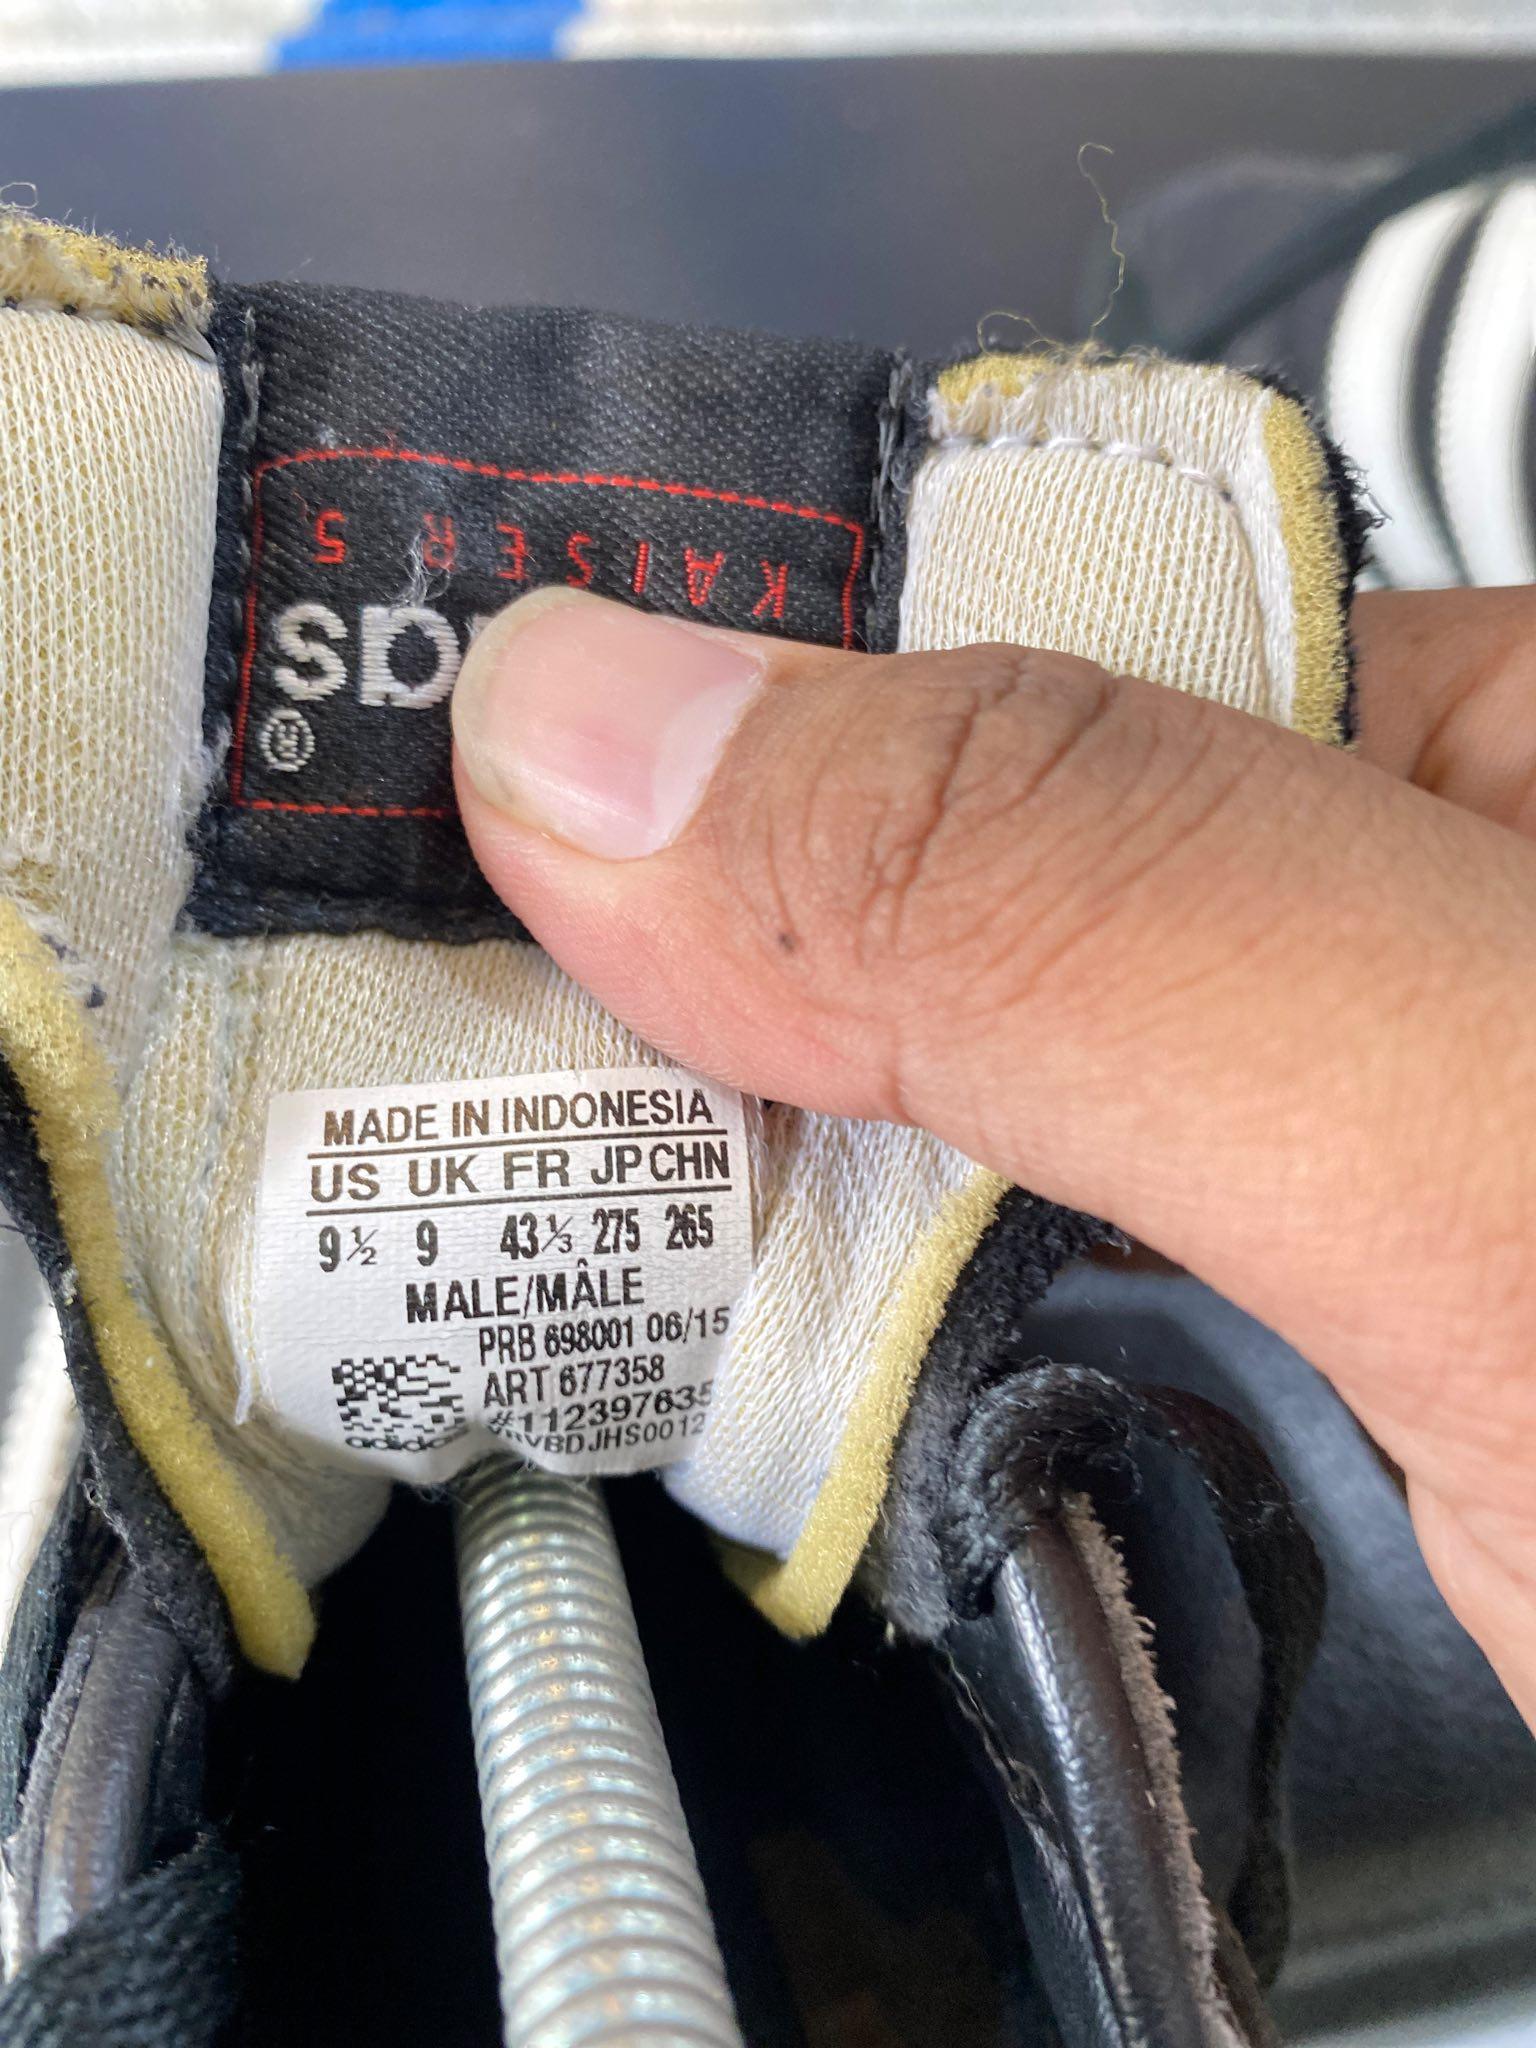 KAISER 5
as
®
MADE IN INDONESIA
US UK FR JP CHN
9½ 9 43⅓ 275 265
MALE/MÂLE
PRB 698001 06/15
ART 677358
#112397635
adidas